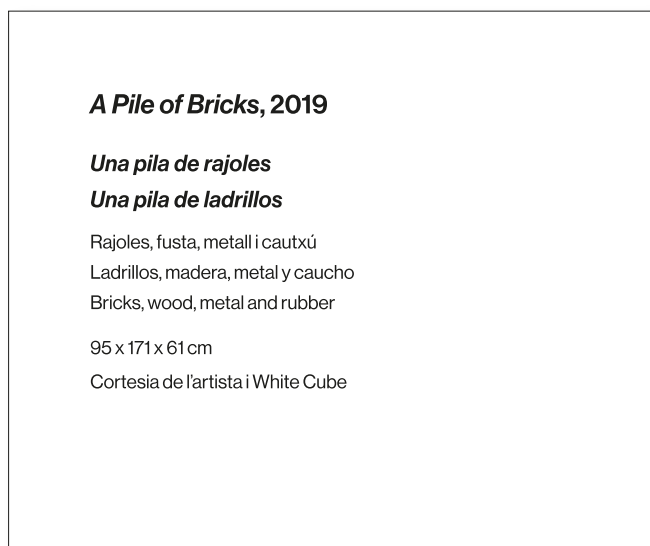 A Pile of Bricks, 2019
Una pila de rajoles
Una pila de ladrillos
Rajoles, fusta, metall i cautxú
Ladrillos, madera, metal y caucho
Bricks, wood, metal and rubber
95 x 171 x 61 cm
Cortesia de l'artista i White Cube